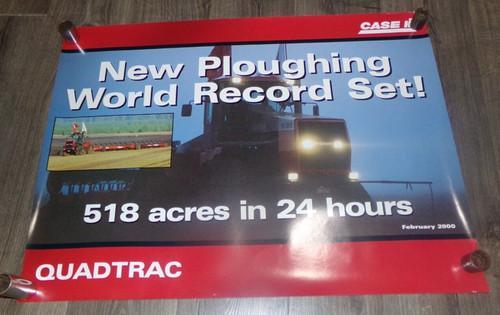 CASE IH
New Ploughing
World Record Set!
518 acres in 24 hours
February 2000
QUADTRAC